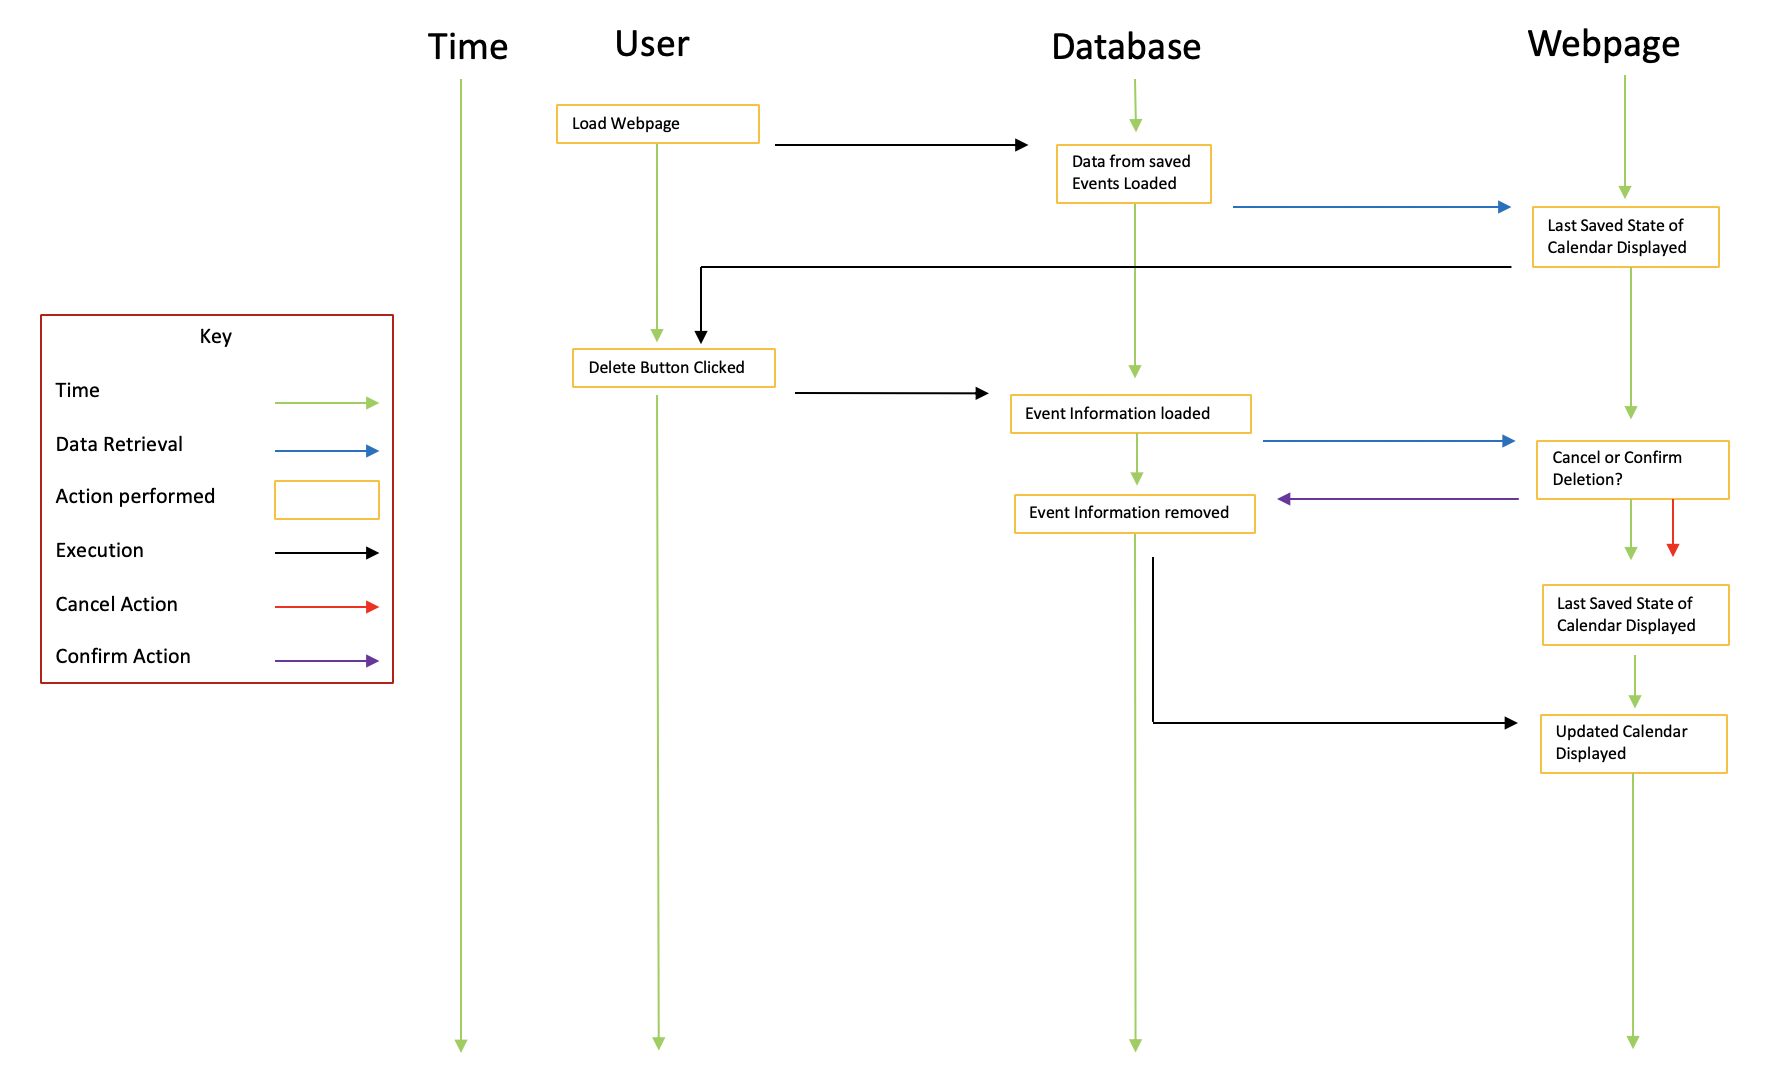 Time
User
Database
Webpage
Load Webpage
Data from saved
Events Loaded
Last Saved State of
Calendar Displayed
Delete Button Clicked
Event Information loaded
Cancel or Confirm
Deletion?
Event Information removed
Last Saved State of
Calendar Displayed
Updated Calendar
Displayed
Key
Time
Data Retrieval
Action performed
Execution
Cancel Action
Confirm Action